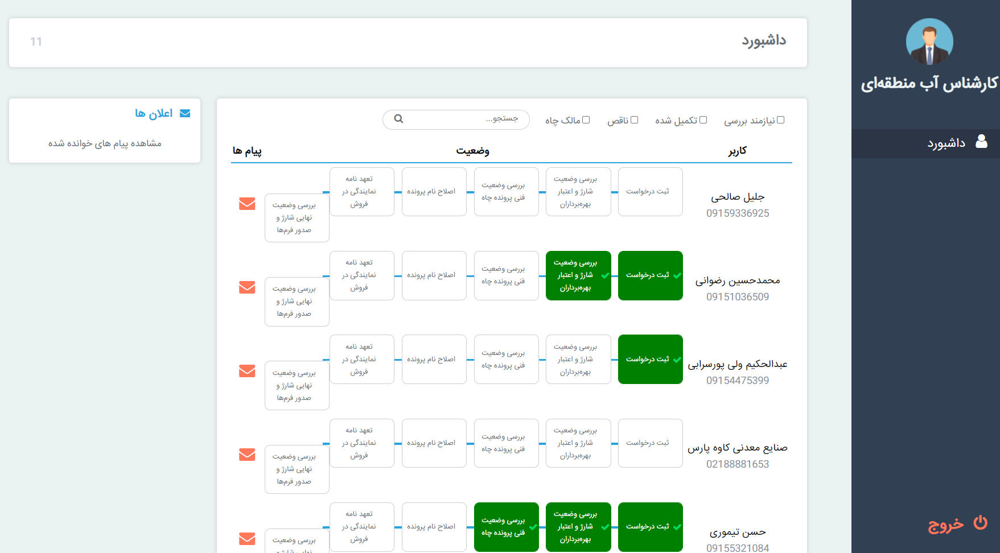 کارشناس آب منطقه‌ای
داشبورد
خروج
داشبورد
11
نیازمند بررسی
تکمیل شده
ناقص
مالک چاه
جستجو...
کاربر
وضعیت
پیام ها
جلیل صالحی
09159336925
ثبت درخواست
بررسی وضعیت
شارژ و اعتبار
بهره‌برداران
بررسی وضعیت
فنی پرونده چاه
اصلاح نام پرونده
تعهد نامه
نمایندگی در
فروش
بررسی وضعیت
نهایی شارژ و
صدور فرم‌ها
محمدحسین رضوانی
09151036509
ثبت درخواست
بررسی وضعیت
شارژ و اعتبار
بهره‌برداران
بررسی وضعیت
فنی پرونده چاه
اصلاح نام پرونده
تعهد نامه
نمایندگی در
فروش
بررسی وضعیت
نهایی شارژ و
صدور فرم‌ها
عبدالحکیم ولی پورسرابی
09154475399
ثبت درخواست
بررسی وضعیت
شارژ و اعتبار
بهره‌برداران
بررسی وضعیت
فنی پرونده چاه
اصلاح نام پرونده
تعهد نامه
نمایندگی در
فروش
بررسی وضعیت
نهایی شارژ و
صدور فرم‌ها
صنایع معدنی کاوه پارس
02188881653
ثبت درخواست
بررسی وضعیت
شارژ و اعتبار
بهره‌برداران
بررسی وضعیت
فنی پرونده چاه
اصلاح نام پرونده
تعهد نامه
نمایندگی در
فروش
بررسی وضعیت
نهایی شارژ و
صدور فرم‌ها
حسن تیموری
09155321084
ثبت درخواست
بررسی وضعیت
شارژ و اعتبار
بهره‌برداران
بررسی وضعیت
فنی پرونده چاه
اصلاح نام پرونده
تعهد نامه
نمایندگی در
فروش
بررسی وضعیت
نهایی شارژ و
اعلان ها
مشاهده پیام های خوانده شده